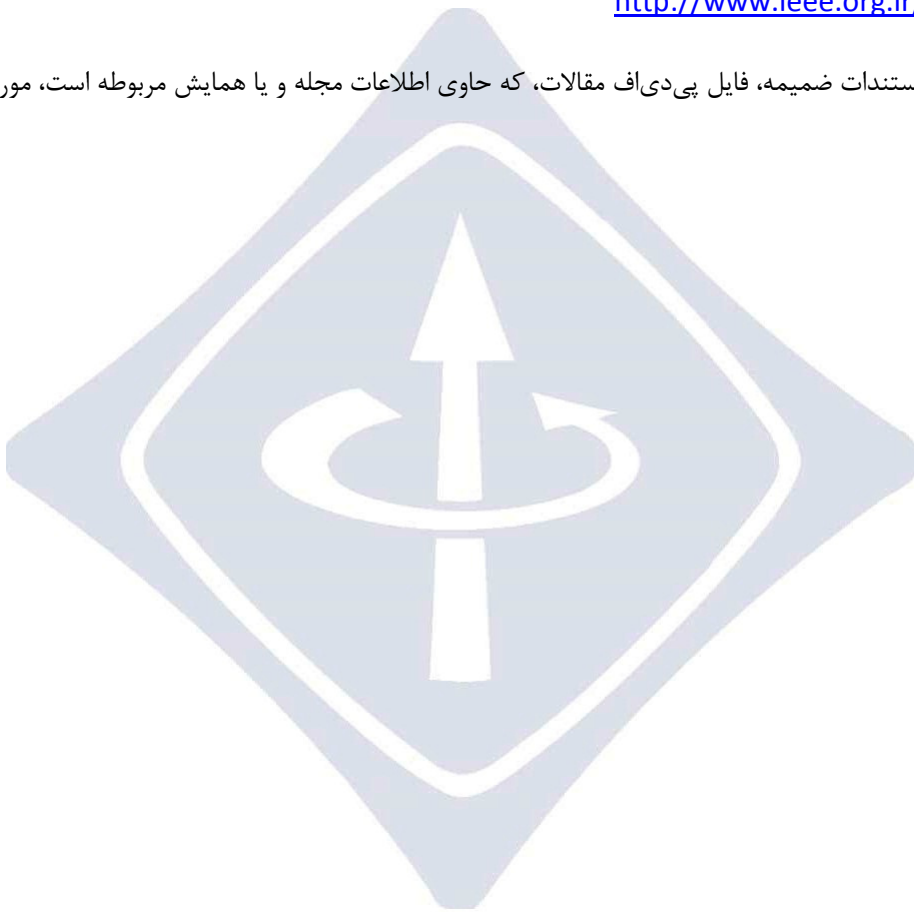 http://www.ieee.org.ir/
ضمیمه، فایل پی‌دی‌اف مقالات، که حاوی اطلاعات مجله و یا همایش مربوطه است،